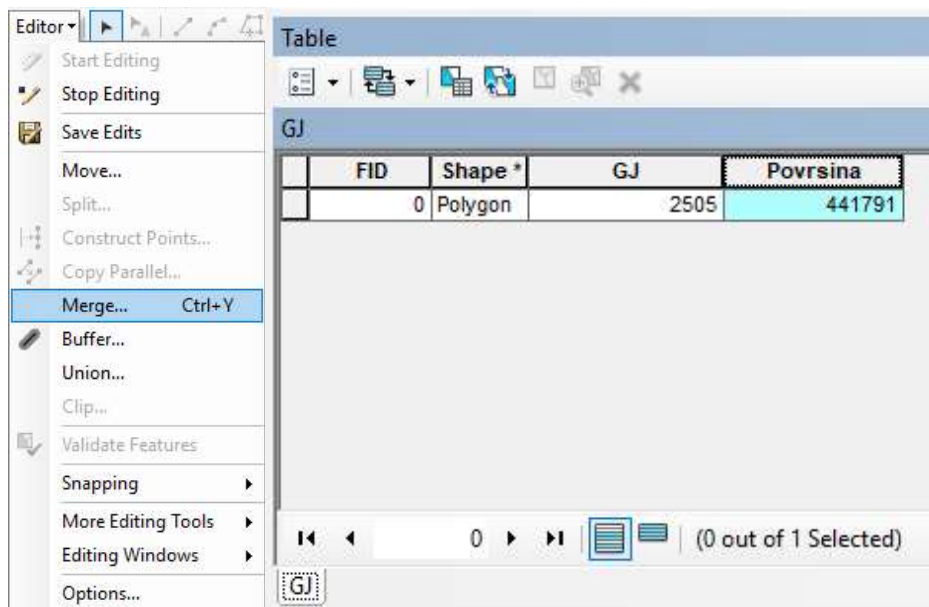 Editor
Start Editing
Stop Editing
Save Edits
Move...
Split...
Construct Points...
Copy Parallel...
Merge... Ctrl+Y
Buffer...
Union...
Clip...
Validate Features
Snapping
More Editing Tools
Editing Windows
Options...
Table
GJ
FID Shape * GJ Povrsina
0 Polygon 2505 441791
0 (0 out of 1 Selected)
GJ